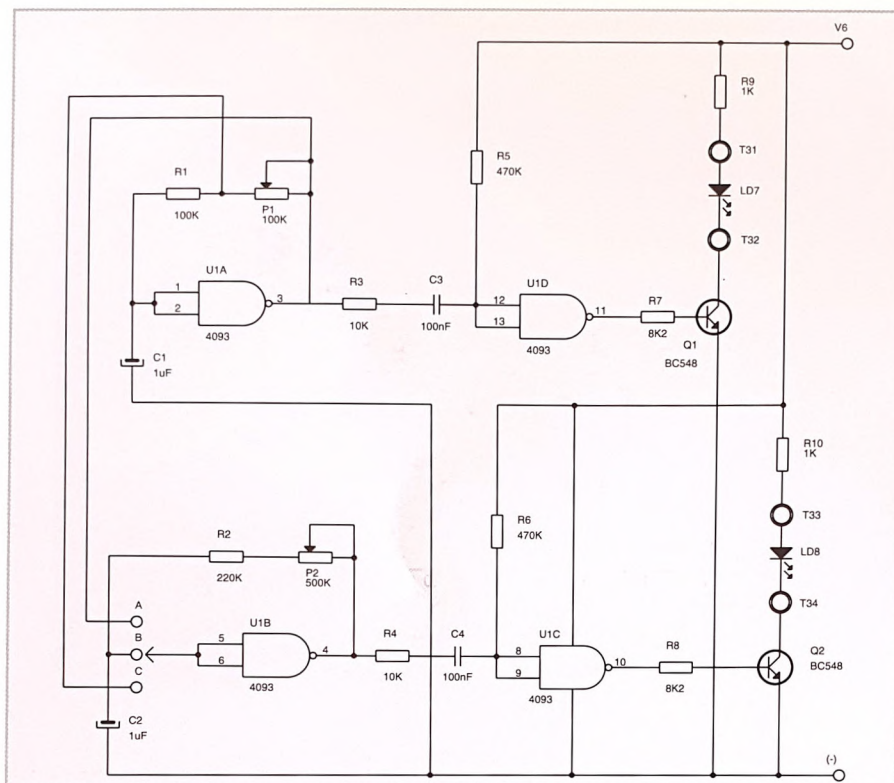 V6
R9
1K
T31
R5
470K
LD7
R1
100K
P1
100K
T32
U1A
1
2
3
4093
R3
10K
C3
100nF
U1D
12
13
11
4093
R7
8K2
Q1
BC548
C1
1uF
R10
1K
R6
470K
T33
R2
220K
P2
500K
LD8
T34
A
B
C
U1B
5
6
4
4093
R4
10K
C4
100nF
U1C
8
9
10
4093
R8
8K2
Q2
BC548
C2
1uF
(-)